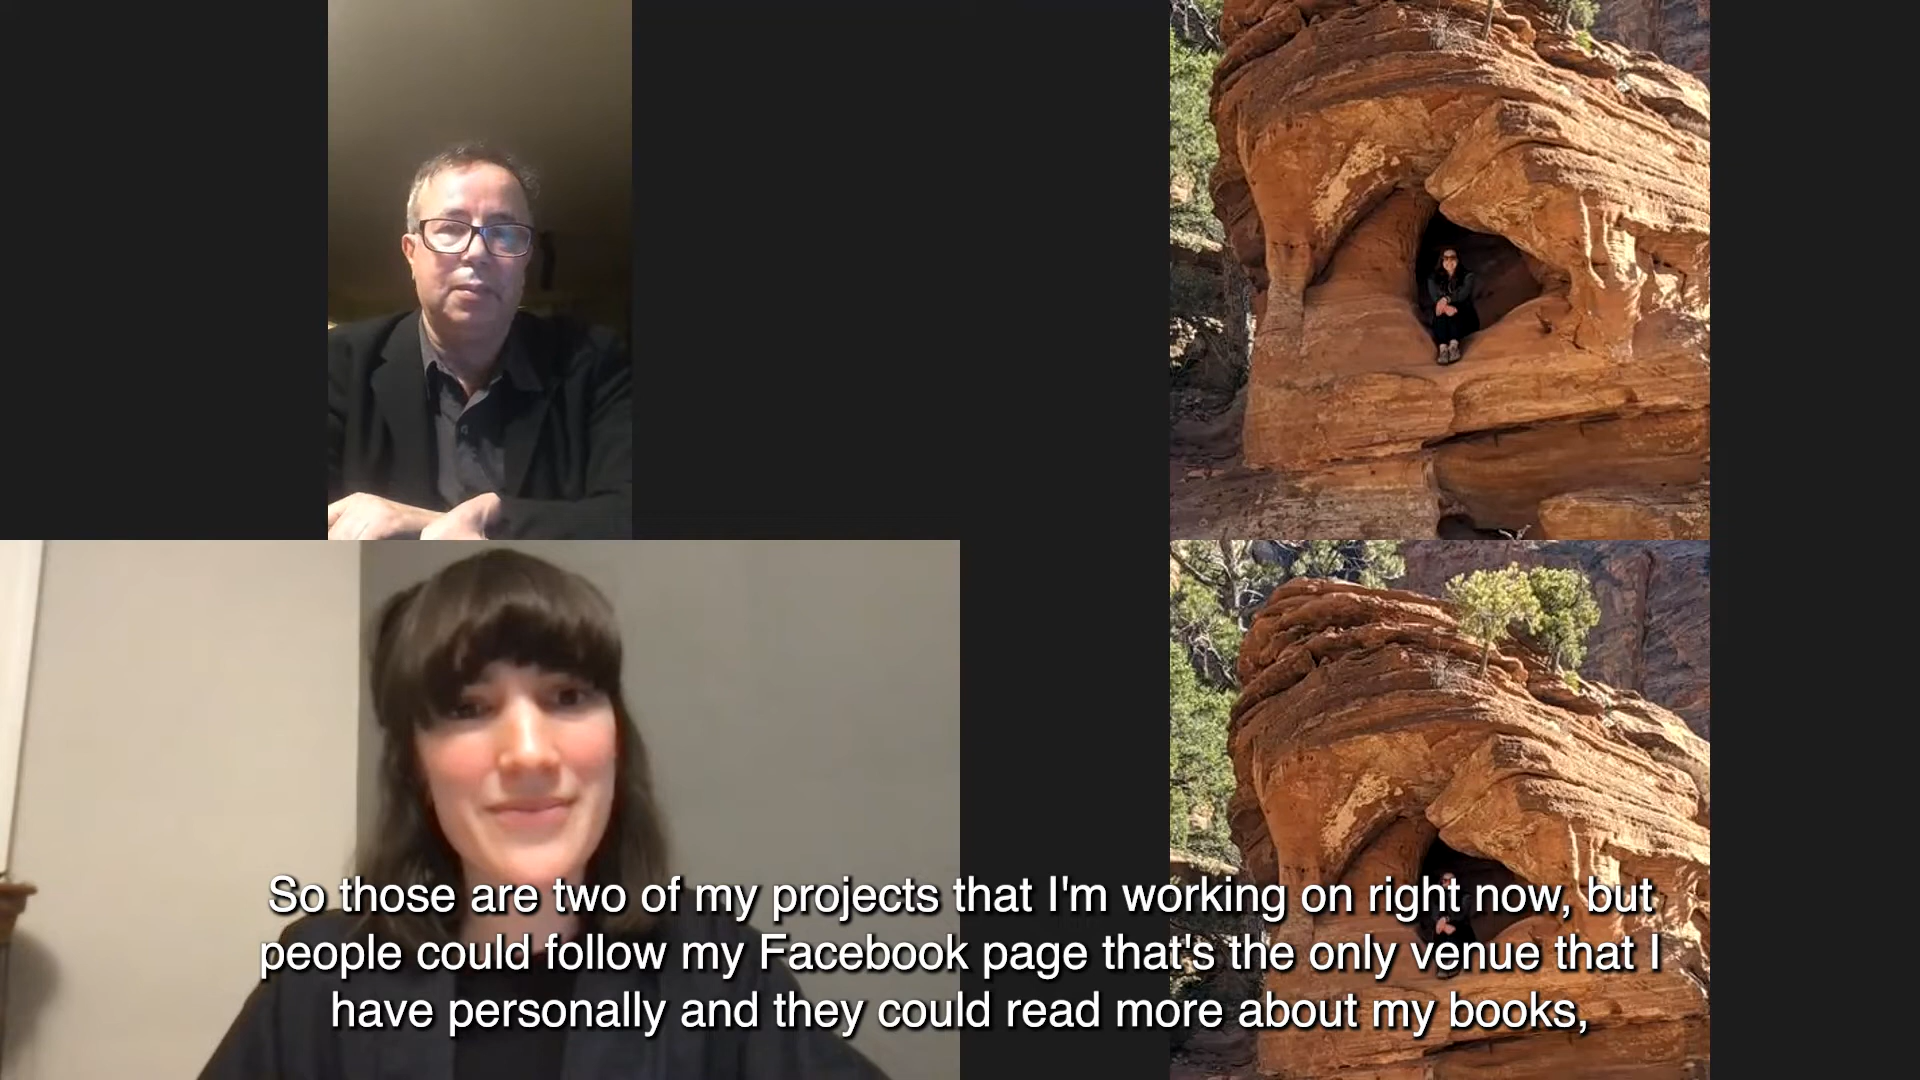 So those are two of my projects that I'm working on right now, but
people could follow my Facebook page that's the only venue that I
have personally and they could read more about my books,